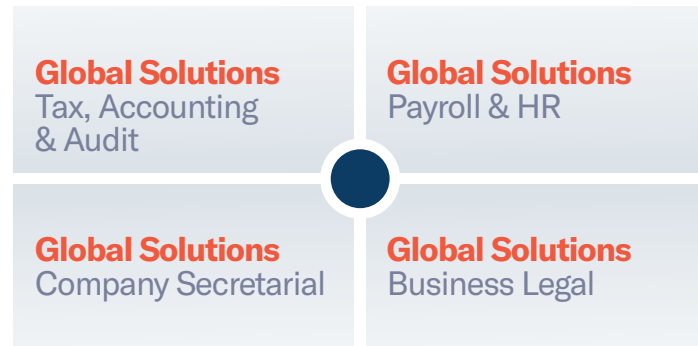 Global Solutions
Tax, Accounting
& Audit
Global Solutions
Payroll & HR
Global Solutions
Company Secretarial
Global Solutions
Business Legal